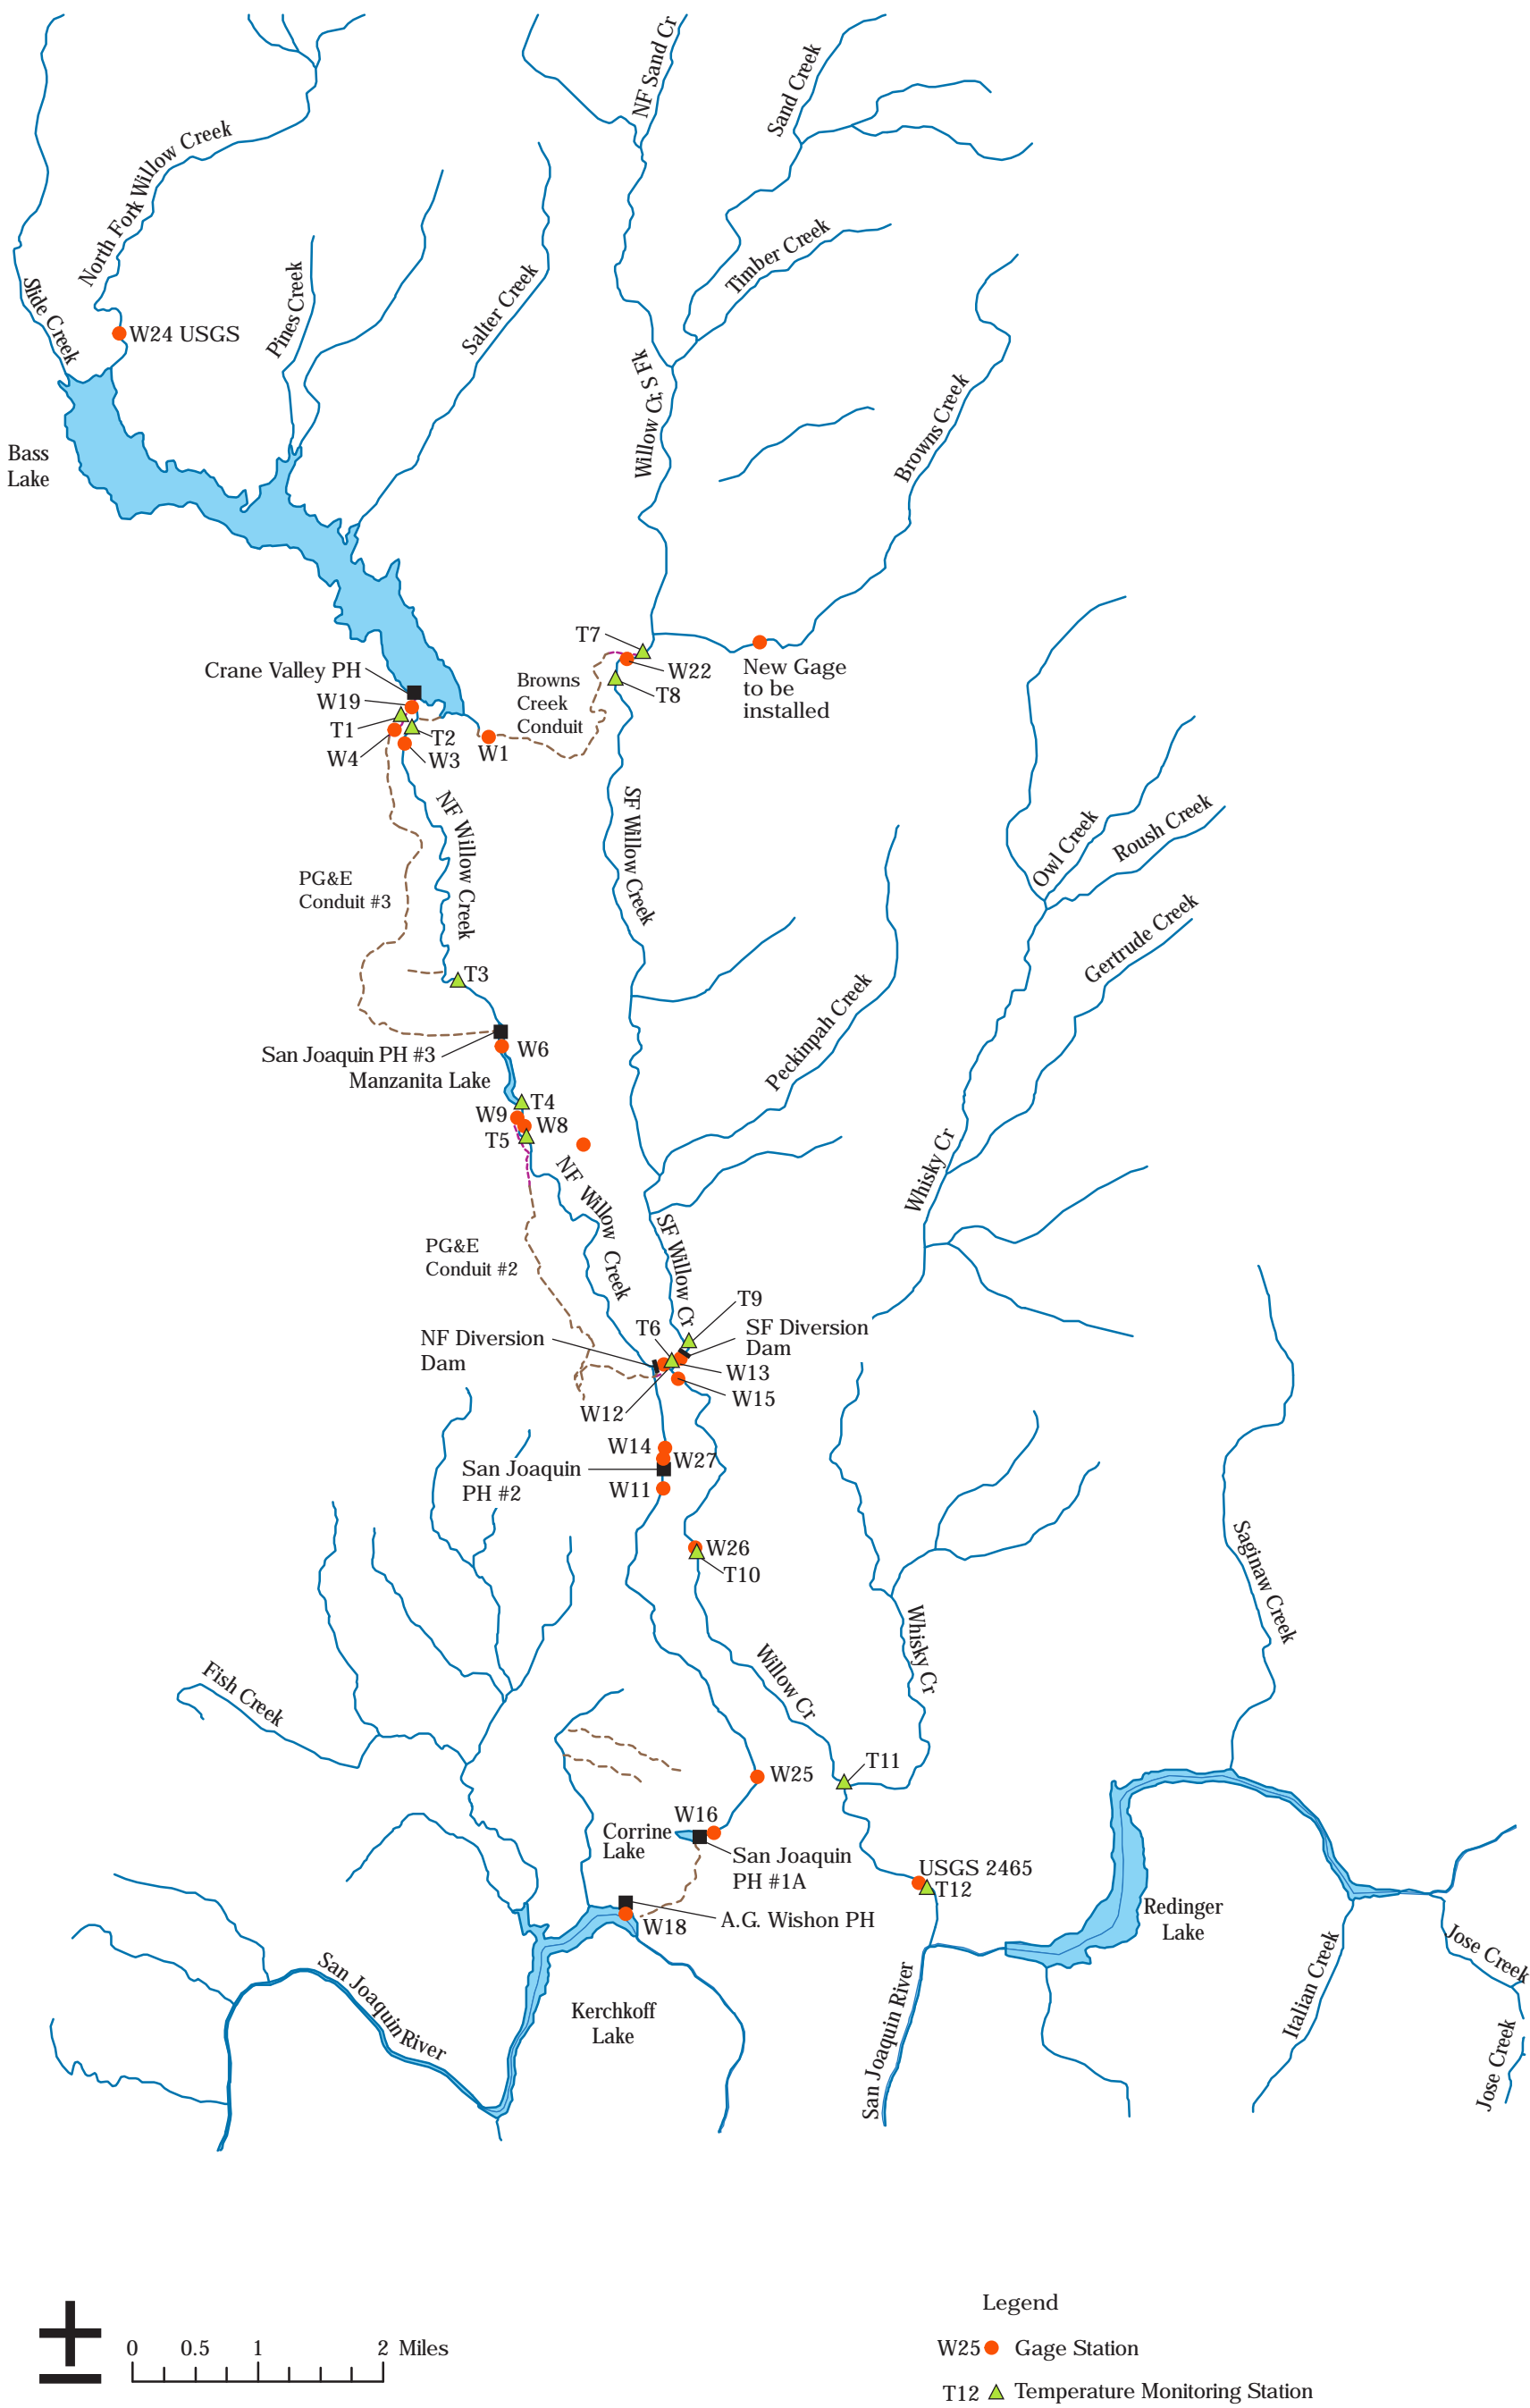 NF Sand Cr
Sand Creek
North Fork Willow Creek
Timber Creek
Slide Creek
Pines Creek
Salter Creek
W24 USGS
Willow Cr, S Fk
Browns Creek
Bass
Lake
T7
Crane Valley PH
W22
New Gage
to be
installed
Browns
Creek
Conduit
T8
W19
T1
T2
W4
W3
W1
NF Willow Creek
SF Willow Creek
Owl Creek
Roush Creek
PG&E
Conduit #3
Gertrude Creek
T3
Peckinpah Creek
San Joaquin PH #3
W6
Manzanita Lake
T4
W9
W8
T5
NF Willow Creek
Whisky Cr
SF Willow Cr
PG&E
Conduit #2
T9
T6
SF Diversion
Dam
NF Diversion
Dam
W13
W15
W12
W14
W27
San Joaquin
PH #2
W11
W26
T10
Saginaw Creek
Whisky Cr
Willow Cr
Fish Creek
T11
W25
W16
Corrine
Lake
San Joaquin
PH #1A
USGS 2465
T12
Redinger
Lake
A.G. Wishon PH
W18
San Joaquin River
Jose Creek
Italian Creek
San Joaquin River
Kerchkoff
Lake
Jose Creek
Legend
0 0.5 1 2 Miles
W25 Gage Station
T12 Temperature Monitoring Station